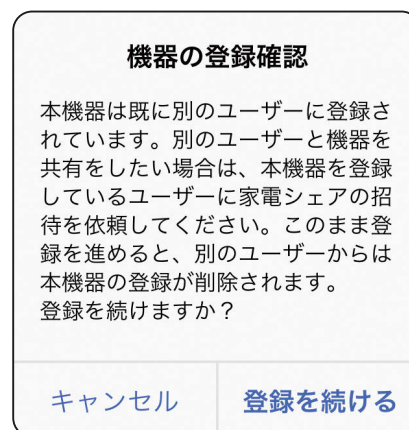 機器の登録確認
本機器は既に別のユーザーに登録さ
れています。別のユーザーと機器を
共有をしたい場合は、本機器を登録
しているユーザーに家電シェアの招
待を依頼してください。このまま登
録を進めると、別のユーザーからは
本機器の登録が削除されます。
登録を続けますか？
キャンセル
登録を続ける